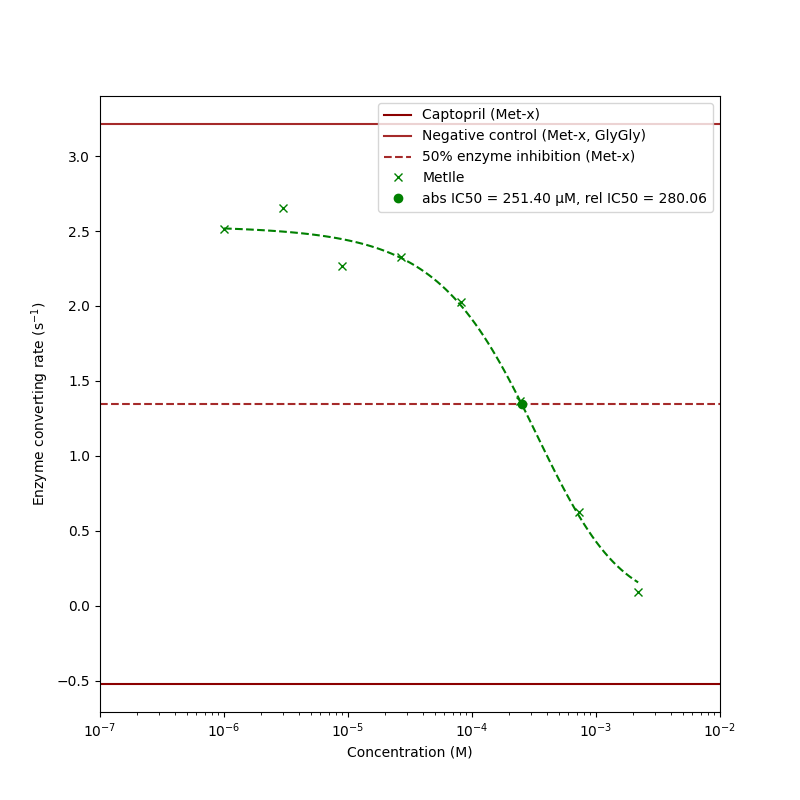 Captopril (Met-x)
Negative control (Met-x, GlyGly)
50% enzyme inhibition (Met-x)
MetIle
abs IC50 = 251.40 µM, rel IC50 = 280.06
Enzyme converting rate (s⁻¹)
3.0
2.5
2.0
1.5
1.0
0.5
0.0
−0.5
10⁻⁷ 10⁻⁶ 10⁻⁵ 10⁻⁴ 10⁻³ 10⁻²
Concentration (M)